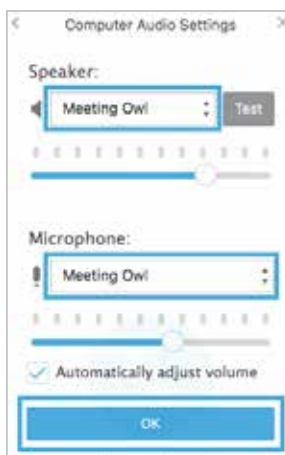 Computer Audio Settings
Speaker:
Meeting Owl
Test
Microphone:
Meeting Owl
Automatically adjust volume
OK